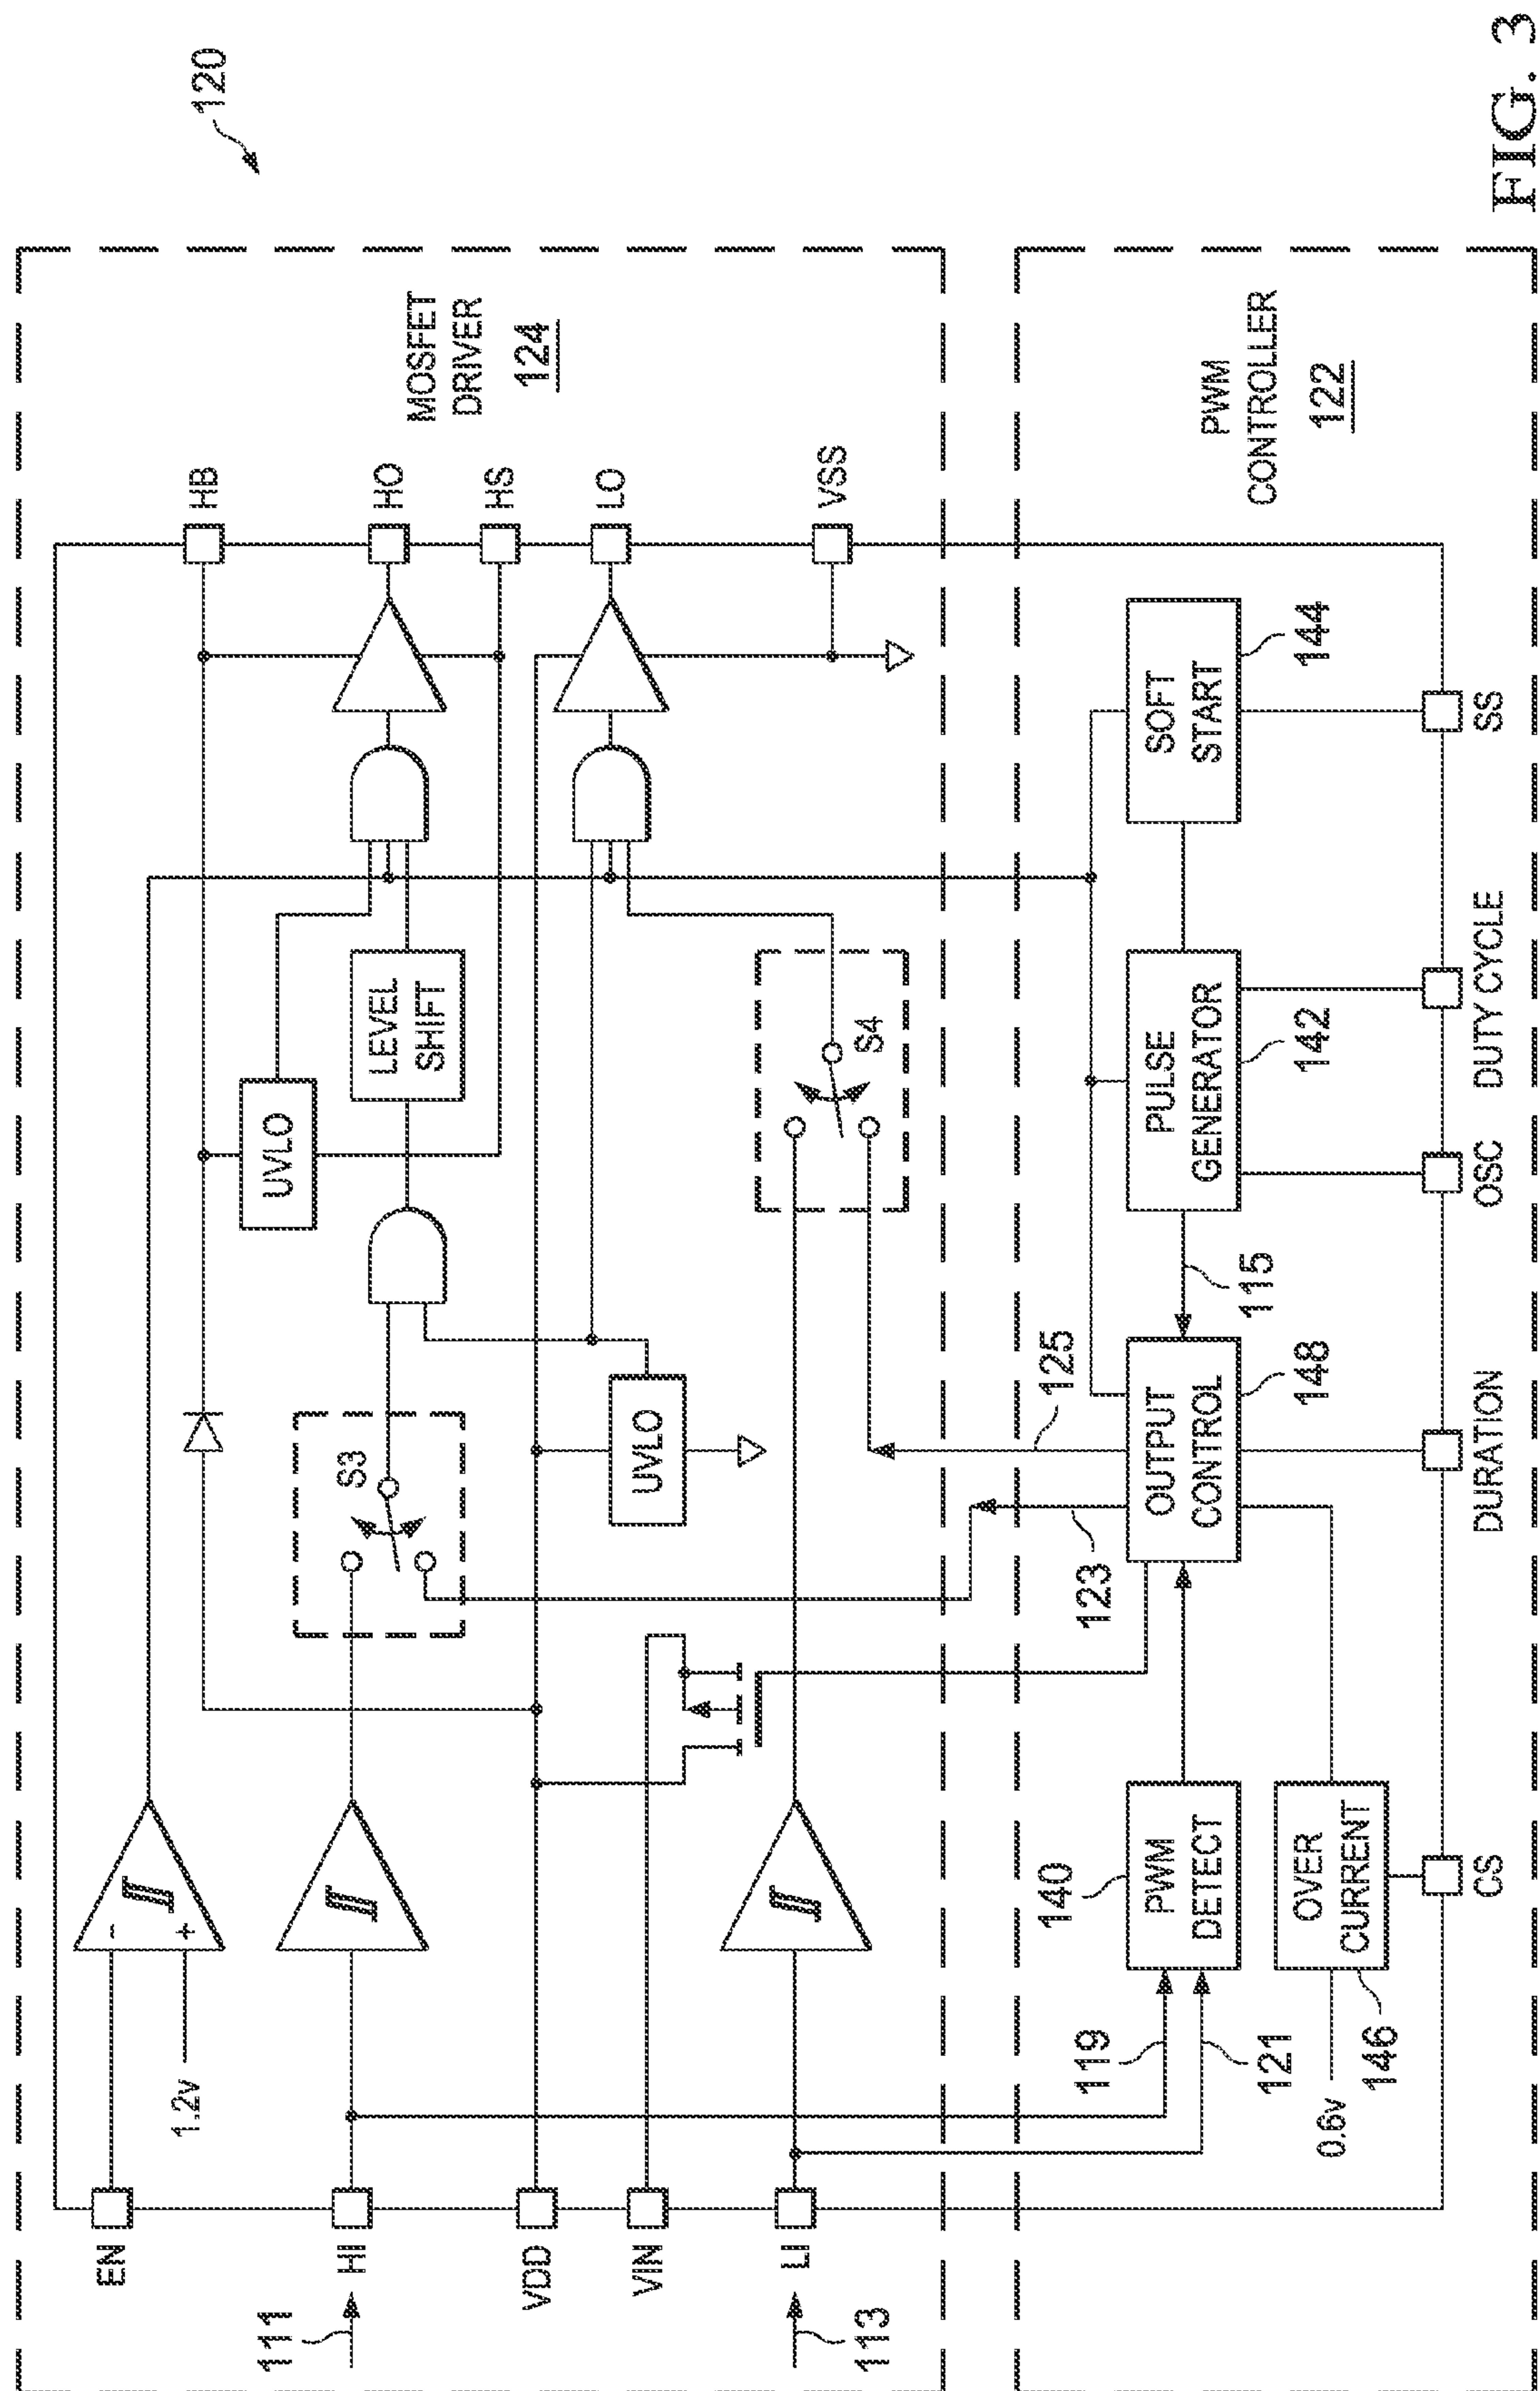 120
MOSFET
DRIVER
124
EN
-
+
1.2v
HB
UVLO
111
HI
S3
LEVEL
SHIFT
HO
HS
VDD
VIN
UVLO
LO
LI
113
S4
VSS
125
123
PWM
CONTROLLER
122
119
121
140
PWM
DETECT
OUTPUT
CONTROL
148
115
PULSE
GENERATOR
142
SOFT
START
144
OVER
CURRENT
146
0.6v
CS
DURATION
OSC
DUTY CYCLE
SS
FIG. 3